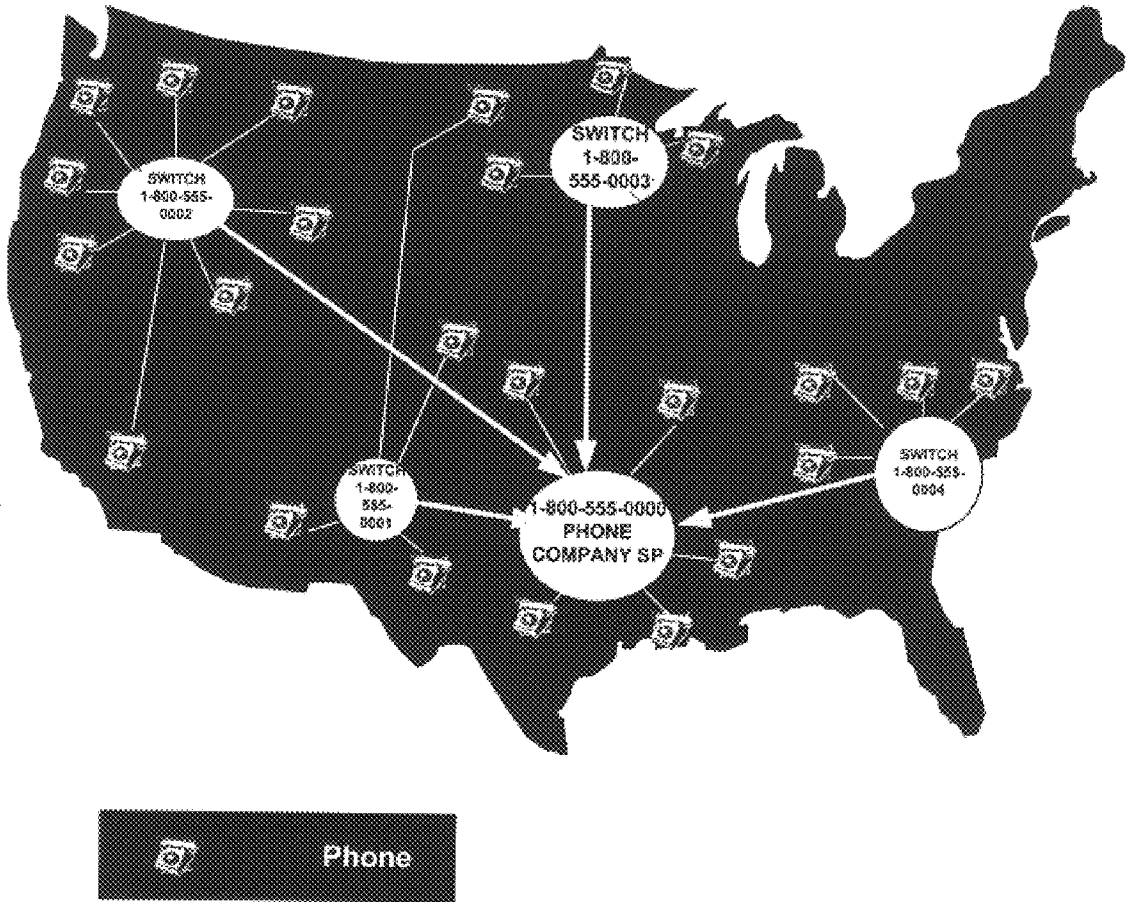 SWITCH
1-800-
555-0003
SWITCH
1-800-555-
0002
SWITCH
1-800-
555-
0001
1-800-555-0000
PHONE
COMPANY SP
SWITCH
1-800-555-
0004
Phone